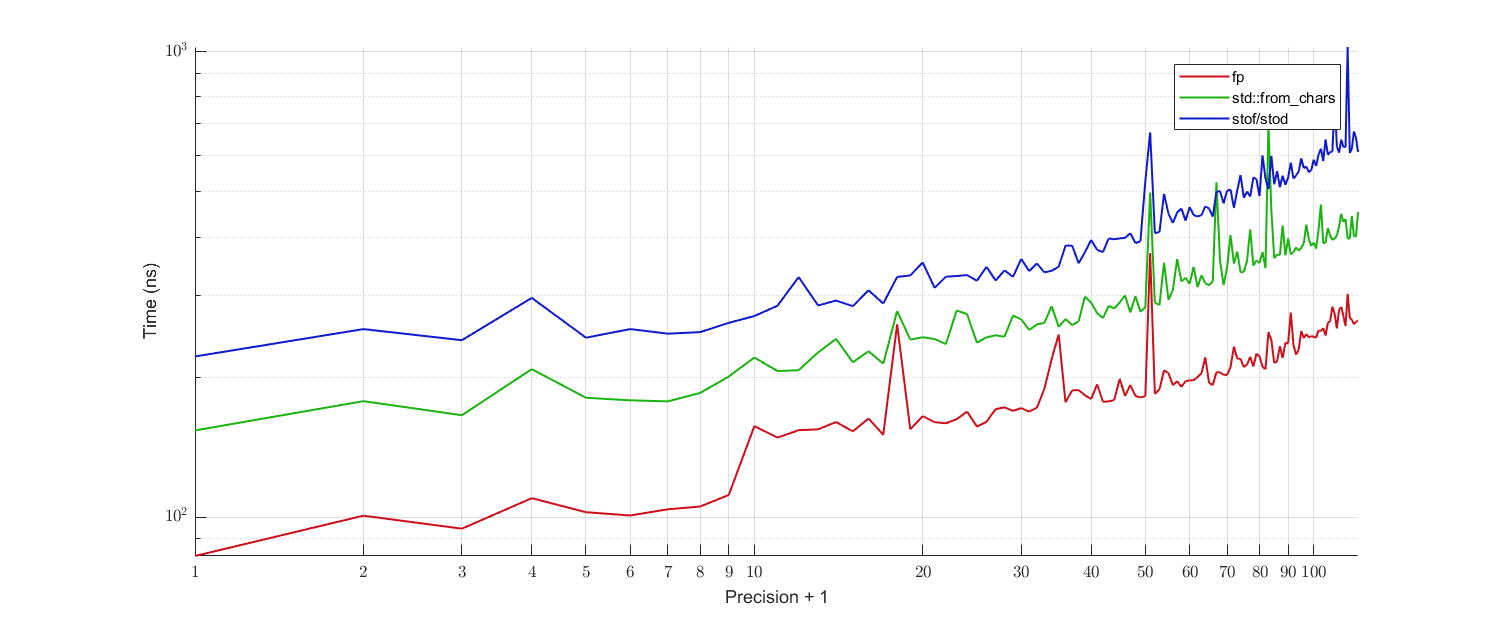 10³
10²
Time (ns)
fp
std::from_chars
stof/stod
1 2 3 4 5 6 7 8 9 10 20 30 40 50 60 70 80 90 100
Precision + 1